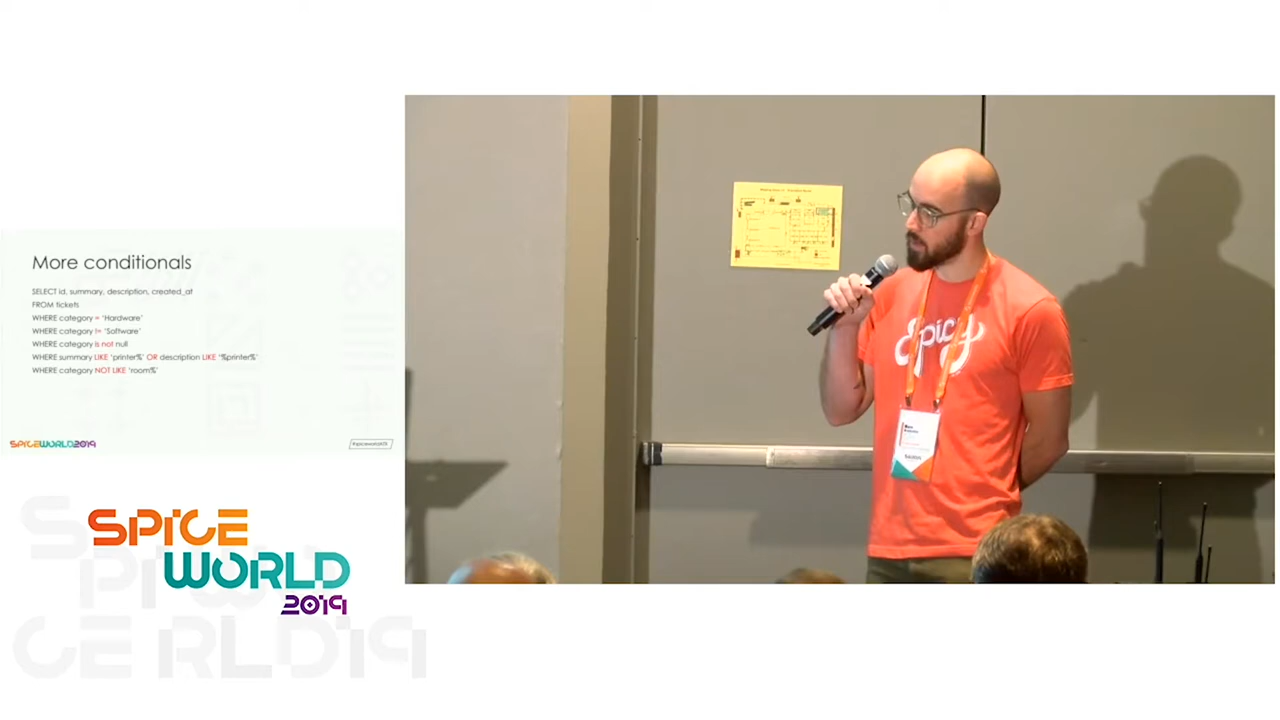 More conditionals
SELECT id, summary, description, created_at
FROM tickets
WHERE category = 'Hardware'
WHERE category != 'Software'
WHERE category is not null
WHERE summary LIKE 'printer%' OR description LIKE '%printer%'
WHERE category NOT LIKE 'room%'
SPICEWORLD2019
SPICE
WORLD
2019
Spicy